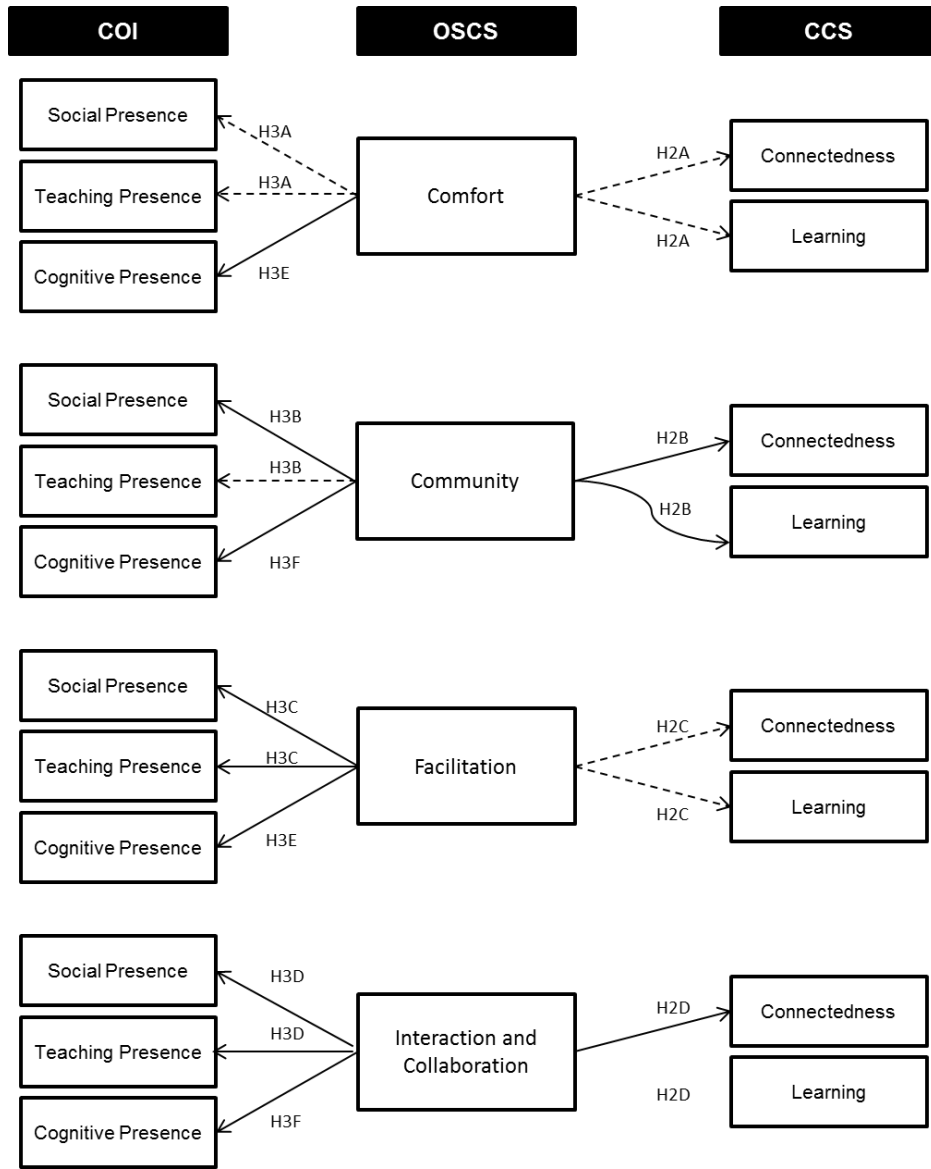 COI
OSCS
CCS
Social Presence
H3A
H2A
Connectedness
Teaching Presence
H3A
Comfort
Learning
H2A
Cognitive Presence
H3E
Social Presence
H3B
H2B
Connectedness
Teaching Presence
H3B
Community
H2B
Learning
Cognitive Presence
H3F
Social Presence
H3C
H2C
Connectedness
Teaching Presence
H3C
Facilitation
H2C
Learning
Cognitive Presence
H3E
Social Presence
H3D
H2D
Connectedness
Teaching Presence
H3D
Interaction and
Collaboration
H2D
Learning
Cognitive Presence
H3F